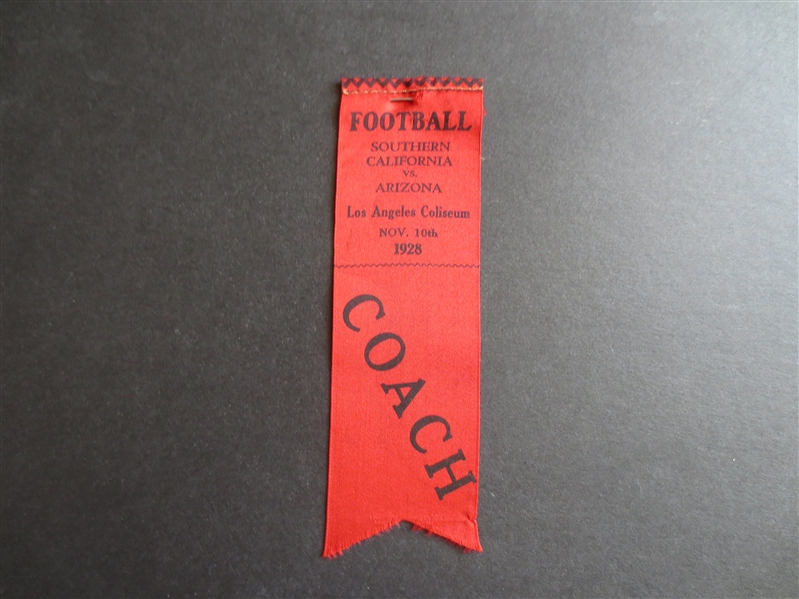 FOOTBALL
SOUTHERN
CALIFORNIA
vs.
ARIZONA
Los Angeles Coliseum
NOV. 10th
1928
COACH